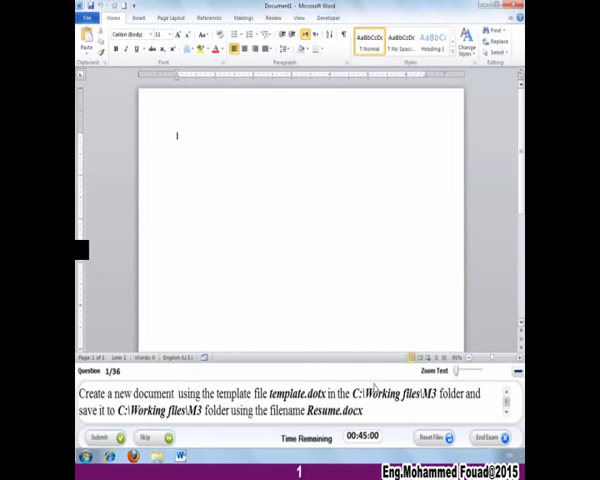 Document1 - Microsoft Word
File Home Insert Page Layout References Mailings Review View Developer
Paste
Calibri (Body) 11
AaBbCcDc AaBbCcDc AaBbCc
¶ Normal ¶ No Spaci... Heading 1
Change Styles
Find
Replace
Select
Clipboard Font Paragraph Styles Editing
Page: 1 of 1 Line: 1 Words: 0 English (U.S.) 91%
Question 1/36 Zoom Text
Create a new document using the template file template.dotx in the C:\Working files\M3 folder and
save it to C:\Working files\M3 folder using the filename Resume.docx
Submit Skip Time Remaining 00:45:00 Reset Files End Exam
1 Eng.Mohammed Fouad@2015